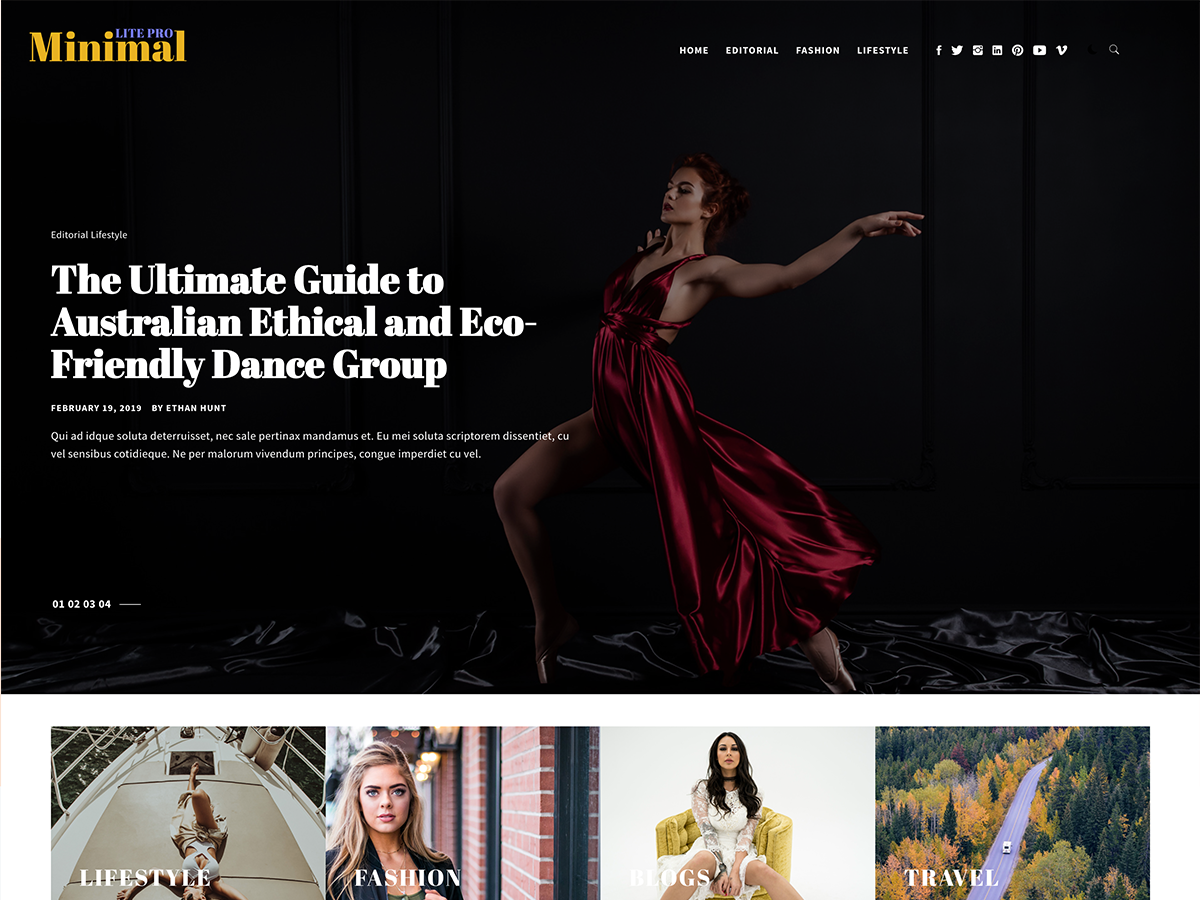 LITE PRO
Minimal
HOME EDITORIAL FASHION LIFESTYLE
Editorial Lifestyle
The Ultimate Guide to
Australian Ethical and Eco-
Friendly Dance Group
FEBRUARY 19, 2019 BY ETHAN HUNT
Qui ad idque soluta deterruisset, nec sale pertinax mandamus et. Eu mei soluta scriptorem dissentiet, cu
vel sensibus cotidieque. Ne per malorum vivendum principes, congue imperdiet cu vel.
01 02 03 04
LIFESTYLE
FASHION
BLOGS
TRAVEL